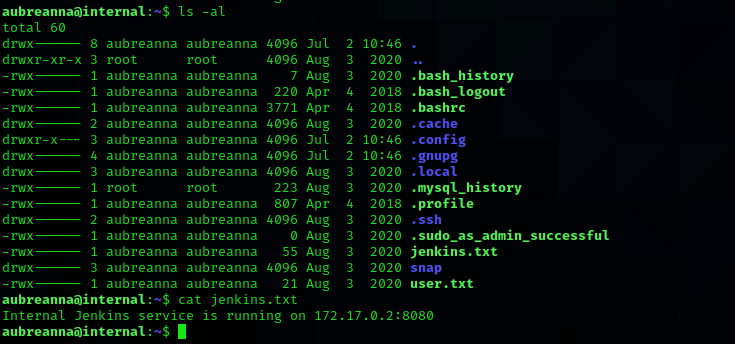 aubreanna@internal:~$ ls -al
total 60
drwx------ 8 aubreanna aubreanna 4096 Jul  2 10:46 .
drwxr-xr-x 3 root      root      4096 Aug  3  2020 ..
-rwx------ 1 aubreanna aubreanna    7 Aug  3  2020 .bash_history
-rwx------ 1 aubreanna aubreanna  220 Apr  4  2018 .bash_logout
-rwx------ 1 aubreanna aubreanna 3771 Apr  4  2018 .bashrc
drwx------ 2 aubreanna aubreanna 4096 Aug  3  2020 .cache
drwxr-x--- 3 aubreanna aubreanna 4096 Jul  2 10:46 .config
drwx------ 4 aubreanna aubreanna 4096 Jul  2 10:46 .gnupg
drwx------ 3 aubreanna aubreanna 4096 Aug  3  2020 .local
-rwx------ 1 root      root       223 Aug  3  2020 .mysql_history
-rwx------ 1 aubreanna aubreanna  807 Apr  4  2018 .profile
drwx------ 2 aubreanna aubreanna 4096 Aug  3  2020 .ssh
-rwx------ 1 aubreanna aubreanna    0 Aug  3  2020 .sudo_as_admin_successful
-rwx------ 1 aubreanna aubreanna   55 Aug  3  2020 jenkins.txt
drwx------ 3 aubreanna aubreanna 4096 Aug  3  2020 snap
-rwx------ 1 aubreanna aubreanna   21 Aug  3  2020 user.txt
aubreanna@internal:~$ cat jenkins.txt
Internal Jenkins service is running on 172.17.0.2:8080
aubreanna@internal:~$